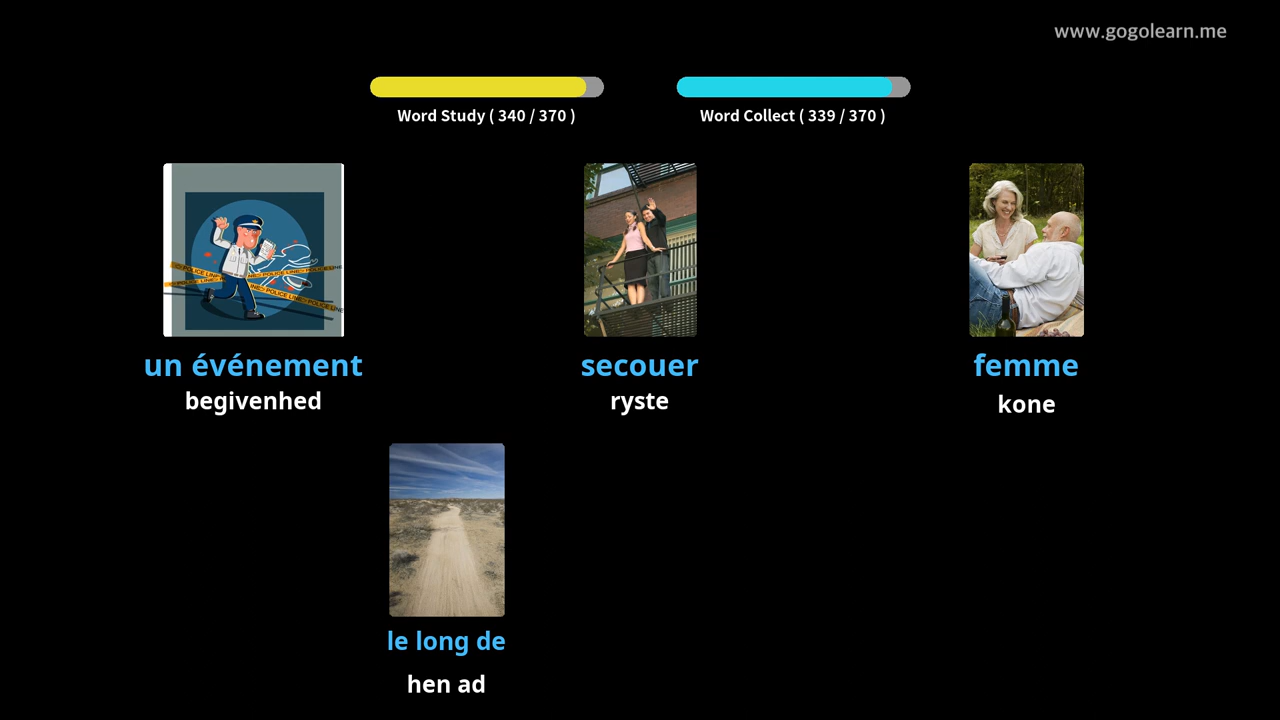 www.gogolearn.me
Word Study ( 340 / 370 )
Word Collect ( 339 / 370 )
un événement
begivenhed
secouer
ryste
femme
kone
le long de
hen ad